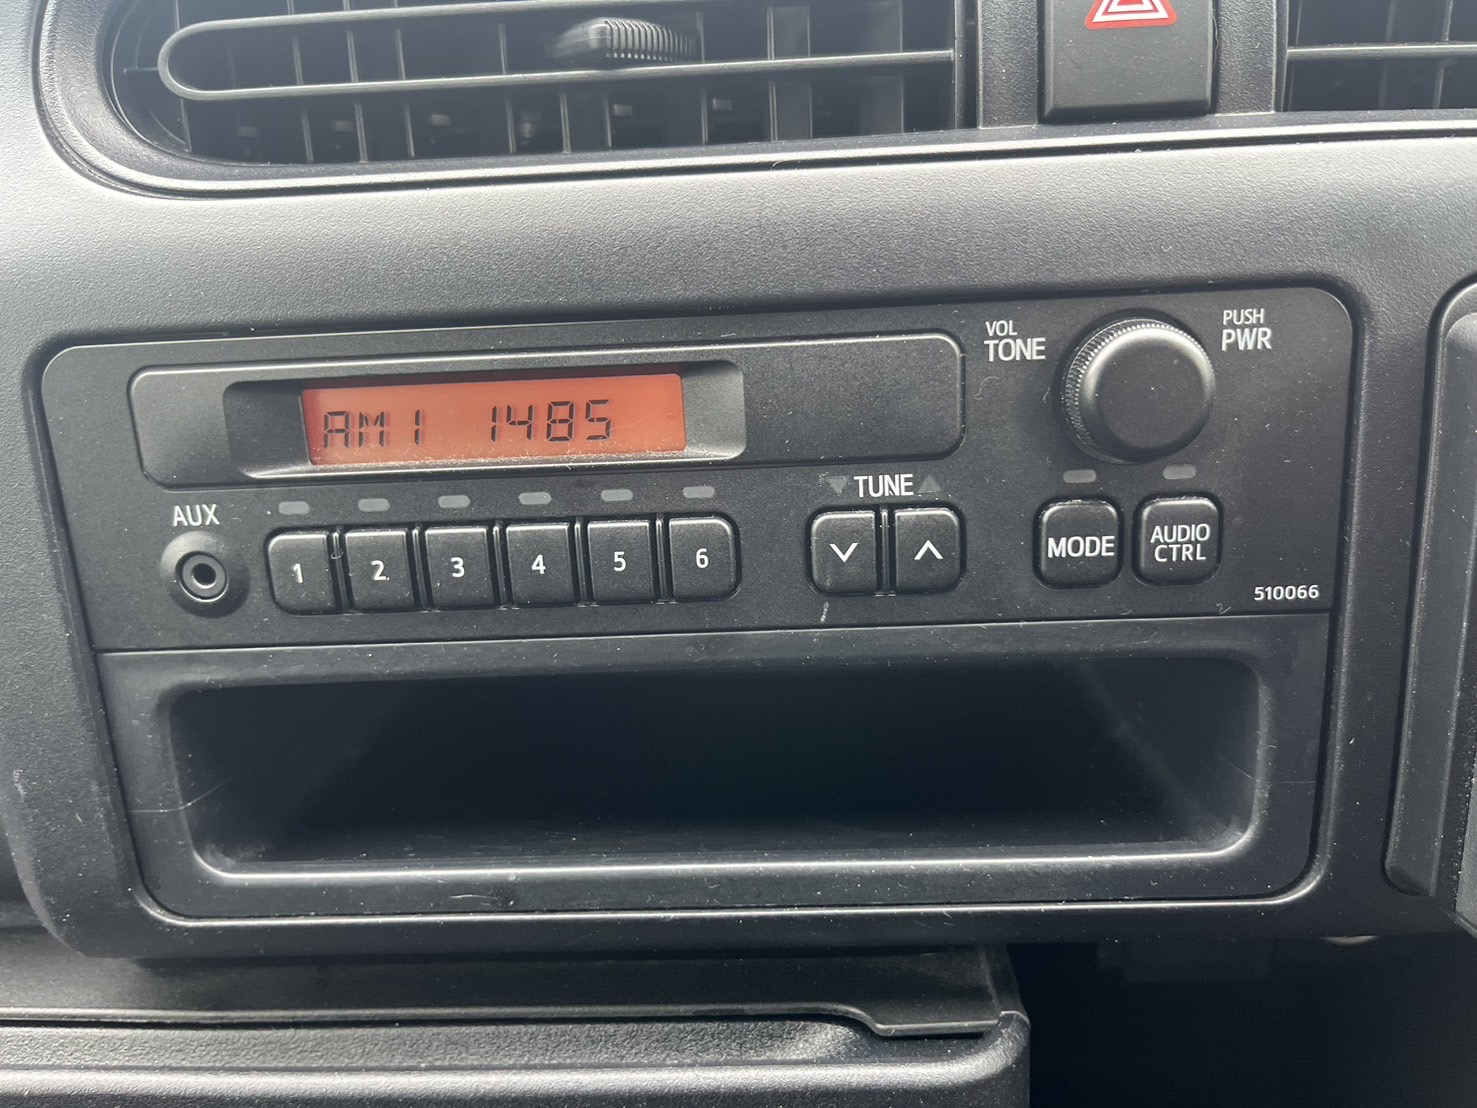 AM1 1485
VOL
TONE
PUSH
PWR
AUX
1 2 3 4 5 6
TUNE
MODE
AUDIO
CTRL
510066